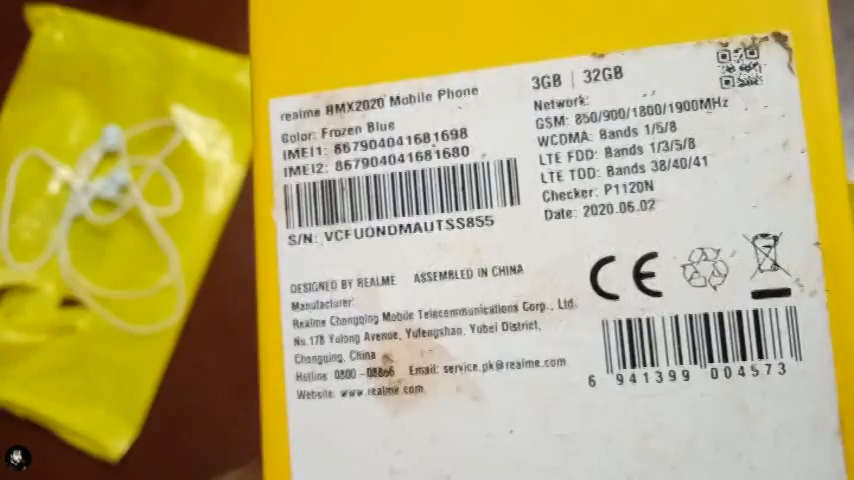 realme RMX2020 Mobile Phone
Color: Frozen Blue
IMEI1: 867904041681698
IMEI2: 867904041681680
S/N: VCFUONDMAUTSS855
3GB | 32GB
Network:
GSM: 850/900/1800/1900MHz
WCDMA: Bands 1/5/8
LTE FDD: Bands 1/3/5/8
LTE TDD: Bands 38/40/41
Checker: P1120N
Date: 2020.06.02
DESIGNED BY REALME ASSEMBLED IN CHINA
Manufacturer:
Realme Chongqing Mobile Telecommunications Corp., Ltd.
No.178 Yulong Avenue, Yufengshan, Yubei District,
Chongqing, China
Hotline: 0800-08866 Email: service.pk@realme.com
Website: www.realme.com
CE
6 941399 004573